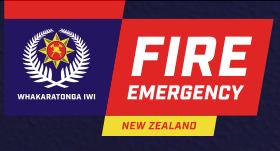 WHAKARATONGA IWI
FIRE
EMERGENCY
NEW ZEALAND